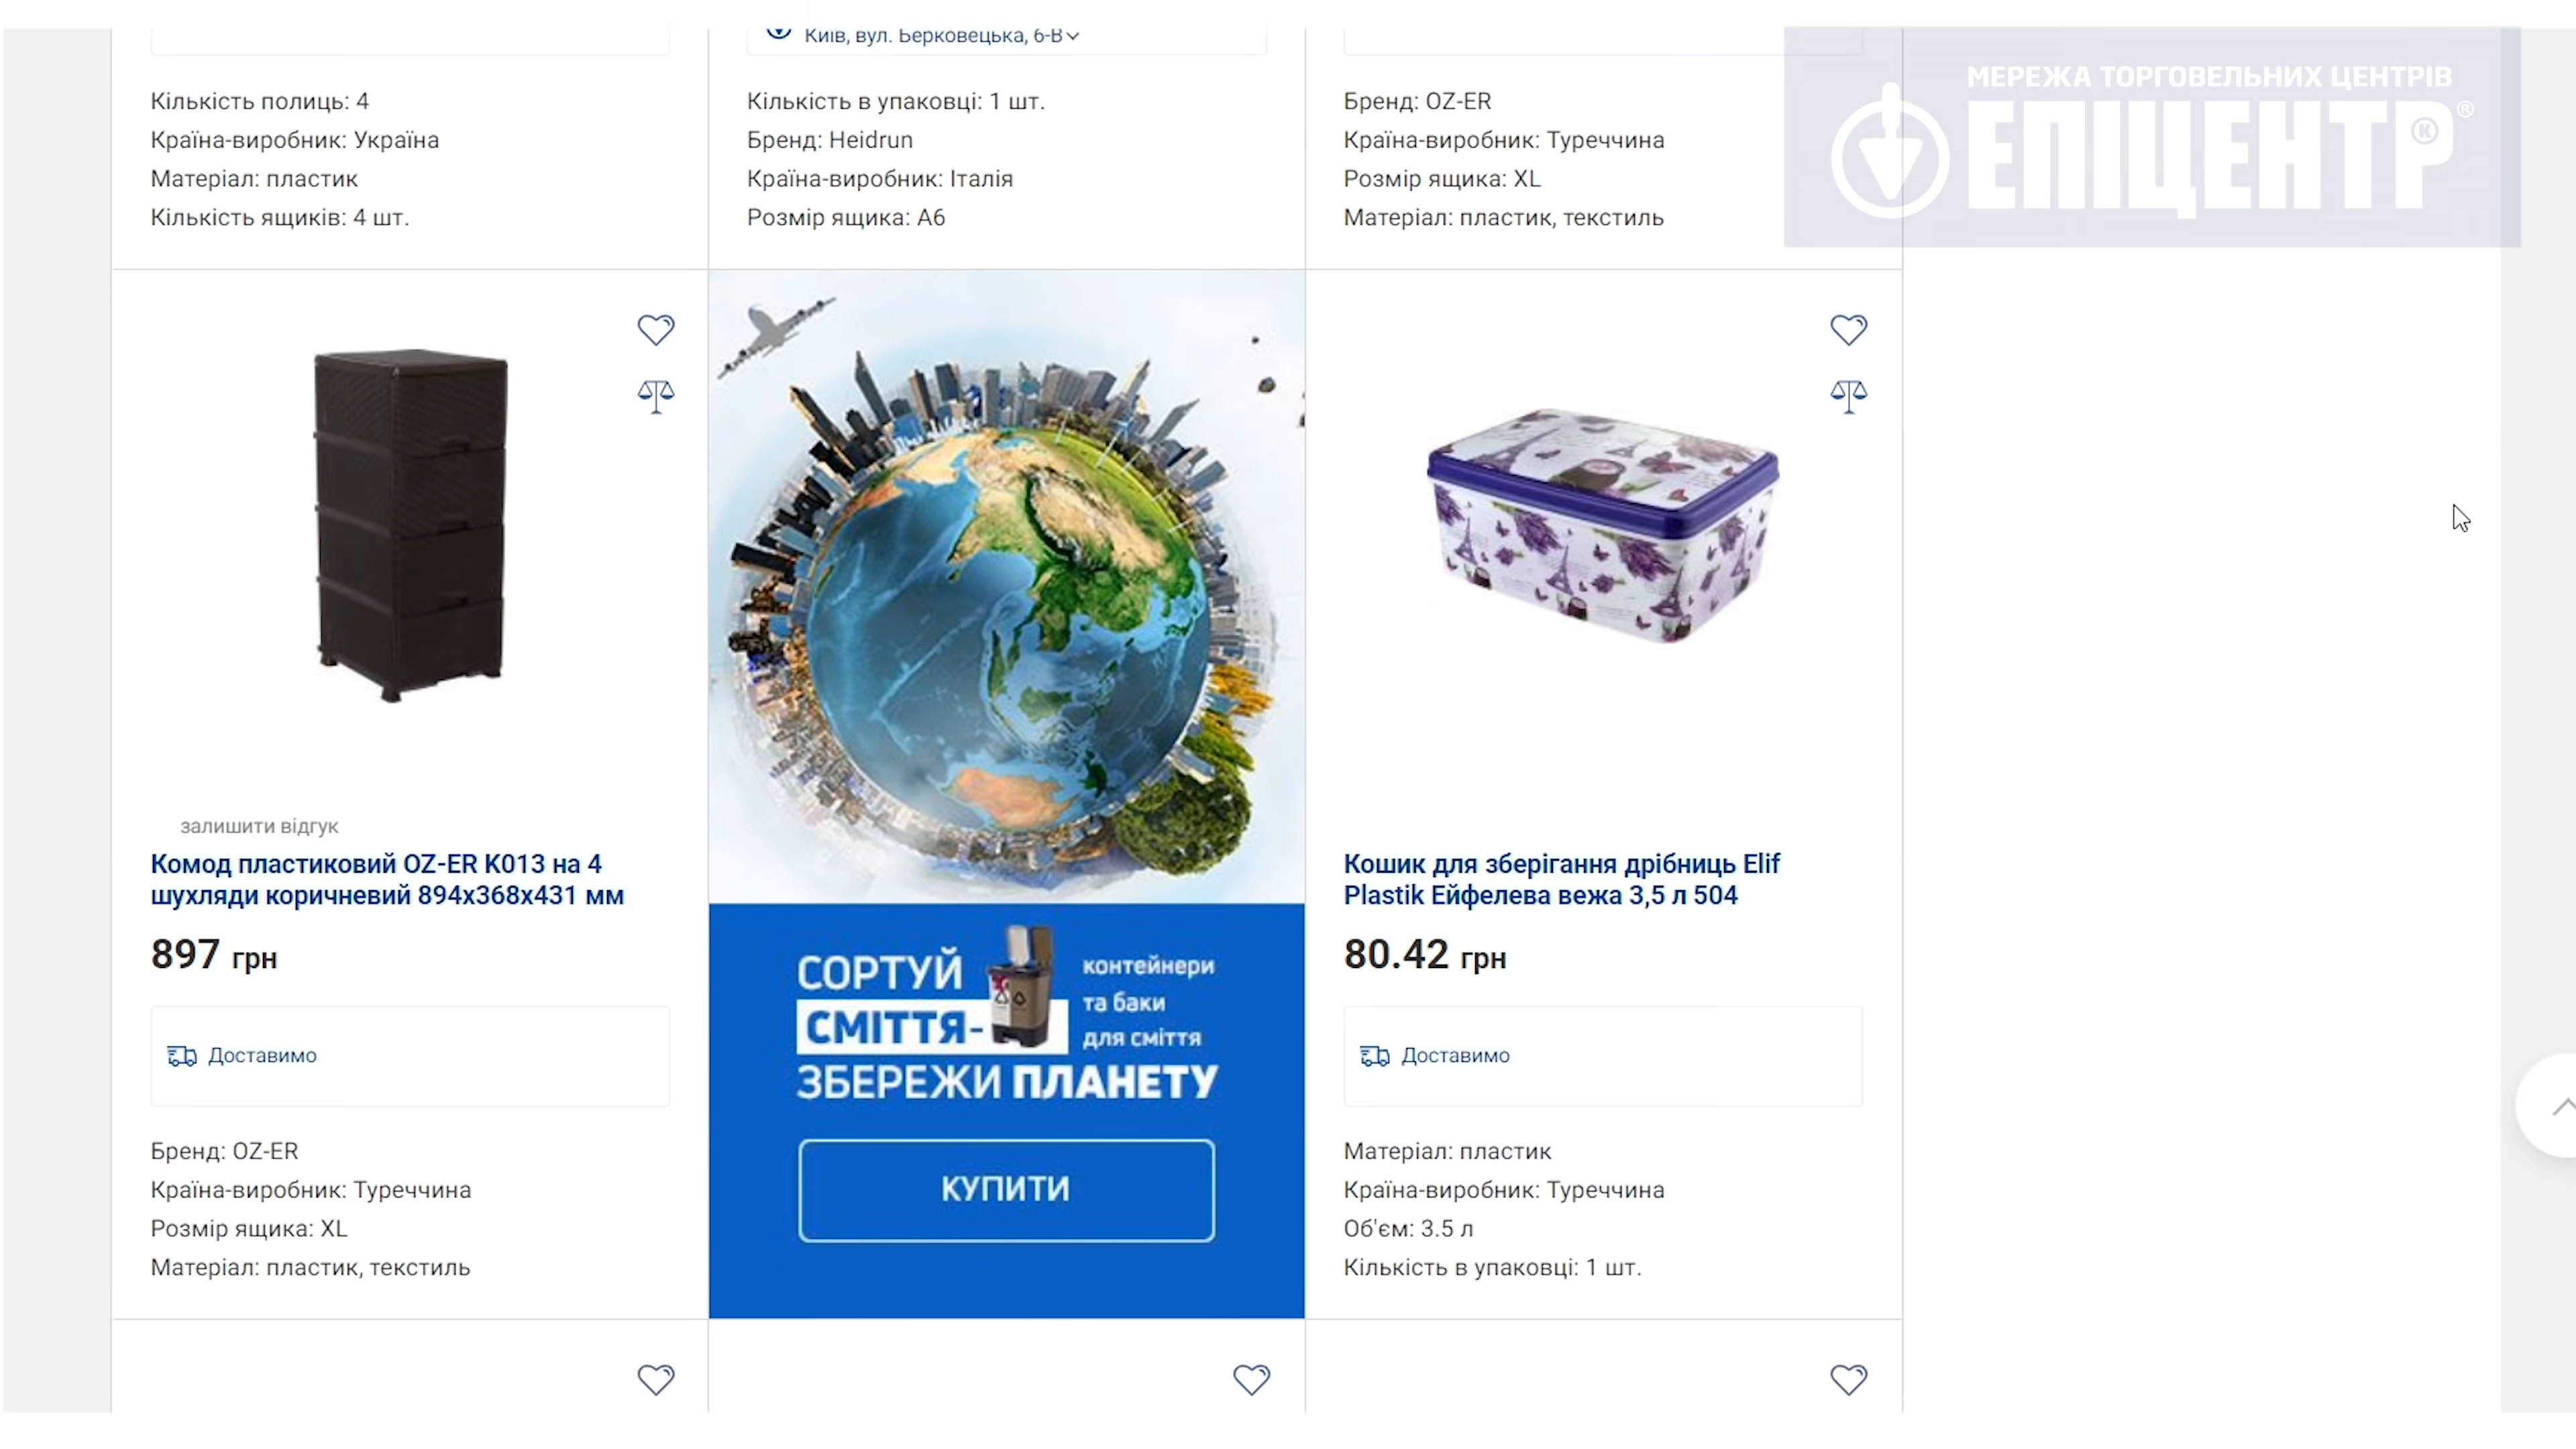 Київ, вул. Берковецька, 6-В
МЕРЕЖА ТОРГОВЕЛЬНИХ ЦЕНТРІВ
ЕПІЦЕНТР К ®
Кількість полиць: 4
Країна-виробник: Україна
Матеріал: пластик
Кількість ящиків: 4 шт.
Кількість в упаковці: 1 шт.
Бренд: Heidrun
Країна-виробник: Італія
Розмір ящика: A6
Бренд: OZ-ER
Країна-виробник: Туреччина
Розмір ящика: XL
Матеріал: пластик, текстиль
залишити відгук
Комод пластиковий OZ-ER K013 на 4
шухляди коричневий 894x368x431 мм
897 грн
Доставимо
Бренд: OZ-ER
Країна-виробник: Туреччина
Розмір ящика: XL
Матеріал: пластик, текстиль
СОРТУЙ
СМІТТЯ-
ЗБЕРЕЖИ ПЛАНЕТУ
контейнери
та баки
для сміття
КУПИТИ
Кошик для зберігання дрібниць Elif
Plastik Ейфелева вежа 3,5 л 504
80.42 грн
Доставимо
Матеріал: пластик
Країна-виробник: Туреччина
Об'єм: 3.5 л
Кількість в упаковці: 1 шт.